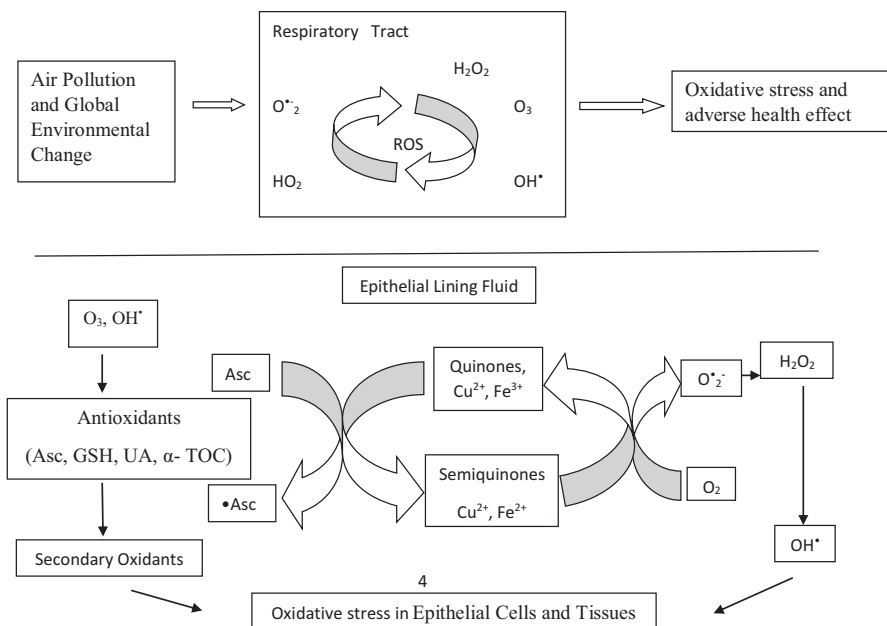 Respiratory Tract
Air Pollution
and Global
Environmental
Change
H₂O₂
O•⁻₂
O₃
ROS
HO₂
OH•
Oxidative stress and
adverse health effect
Epithelial Lining Fluid
O₃, OH•
Antioxidants
(Asc, GSH, UA, α- TOC)
Secondary Oxidants
Asc
•Asc
Quinones,
Cu²⁺, Fe³⁺
Semiquinones
Cu²⁺, Fe²⁺
O•₂⁻
O₂
H₂O₂
OH•
4
Oxidative stress in Epithelial Cells and Tissues